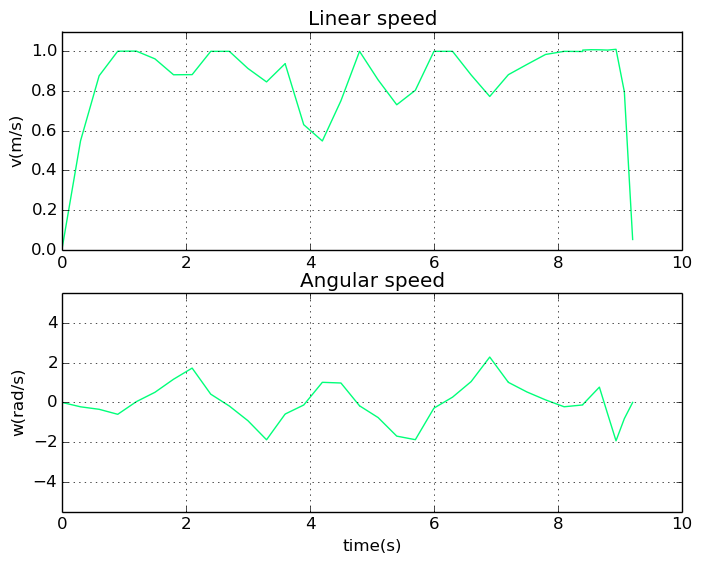 Linear speed
v(m/s)
1.0
0.8
0.6
0.4
0.2
0.0
0 2 4 6 8 10
Angular speed
w(rad/s)
4
2
0
−2
−4
0 2 4 6 8 10
time(s)